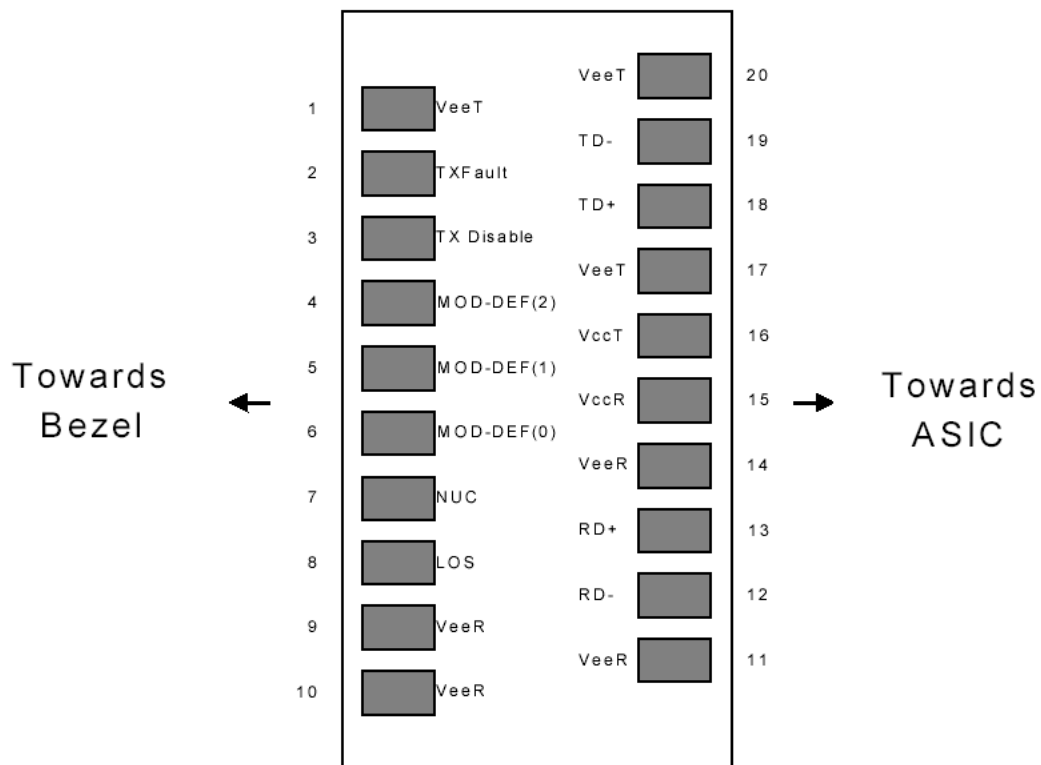 VeeT 20
1 VeeT
TD- 19
2 TXFault
TD+ 18
3 TX Disable
VeeT 17
4 MOD-DEF(2)
VccT 16
5 MOD-DEF(1)
Towards
Bezel
VccR 15
Towards
ASIC
6 MOD-DEF(0)
VeeR 14
7 NUC
RD+ 13
8 LOS
RD- 12
9 VeeR
VeeR 11
10 VeeR